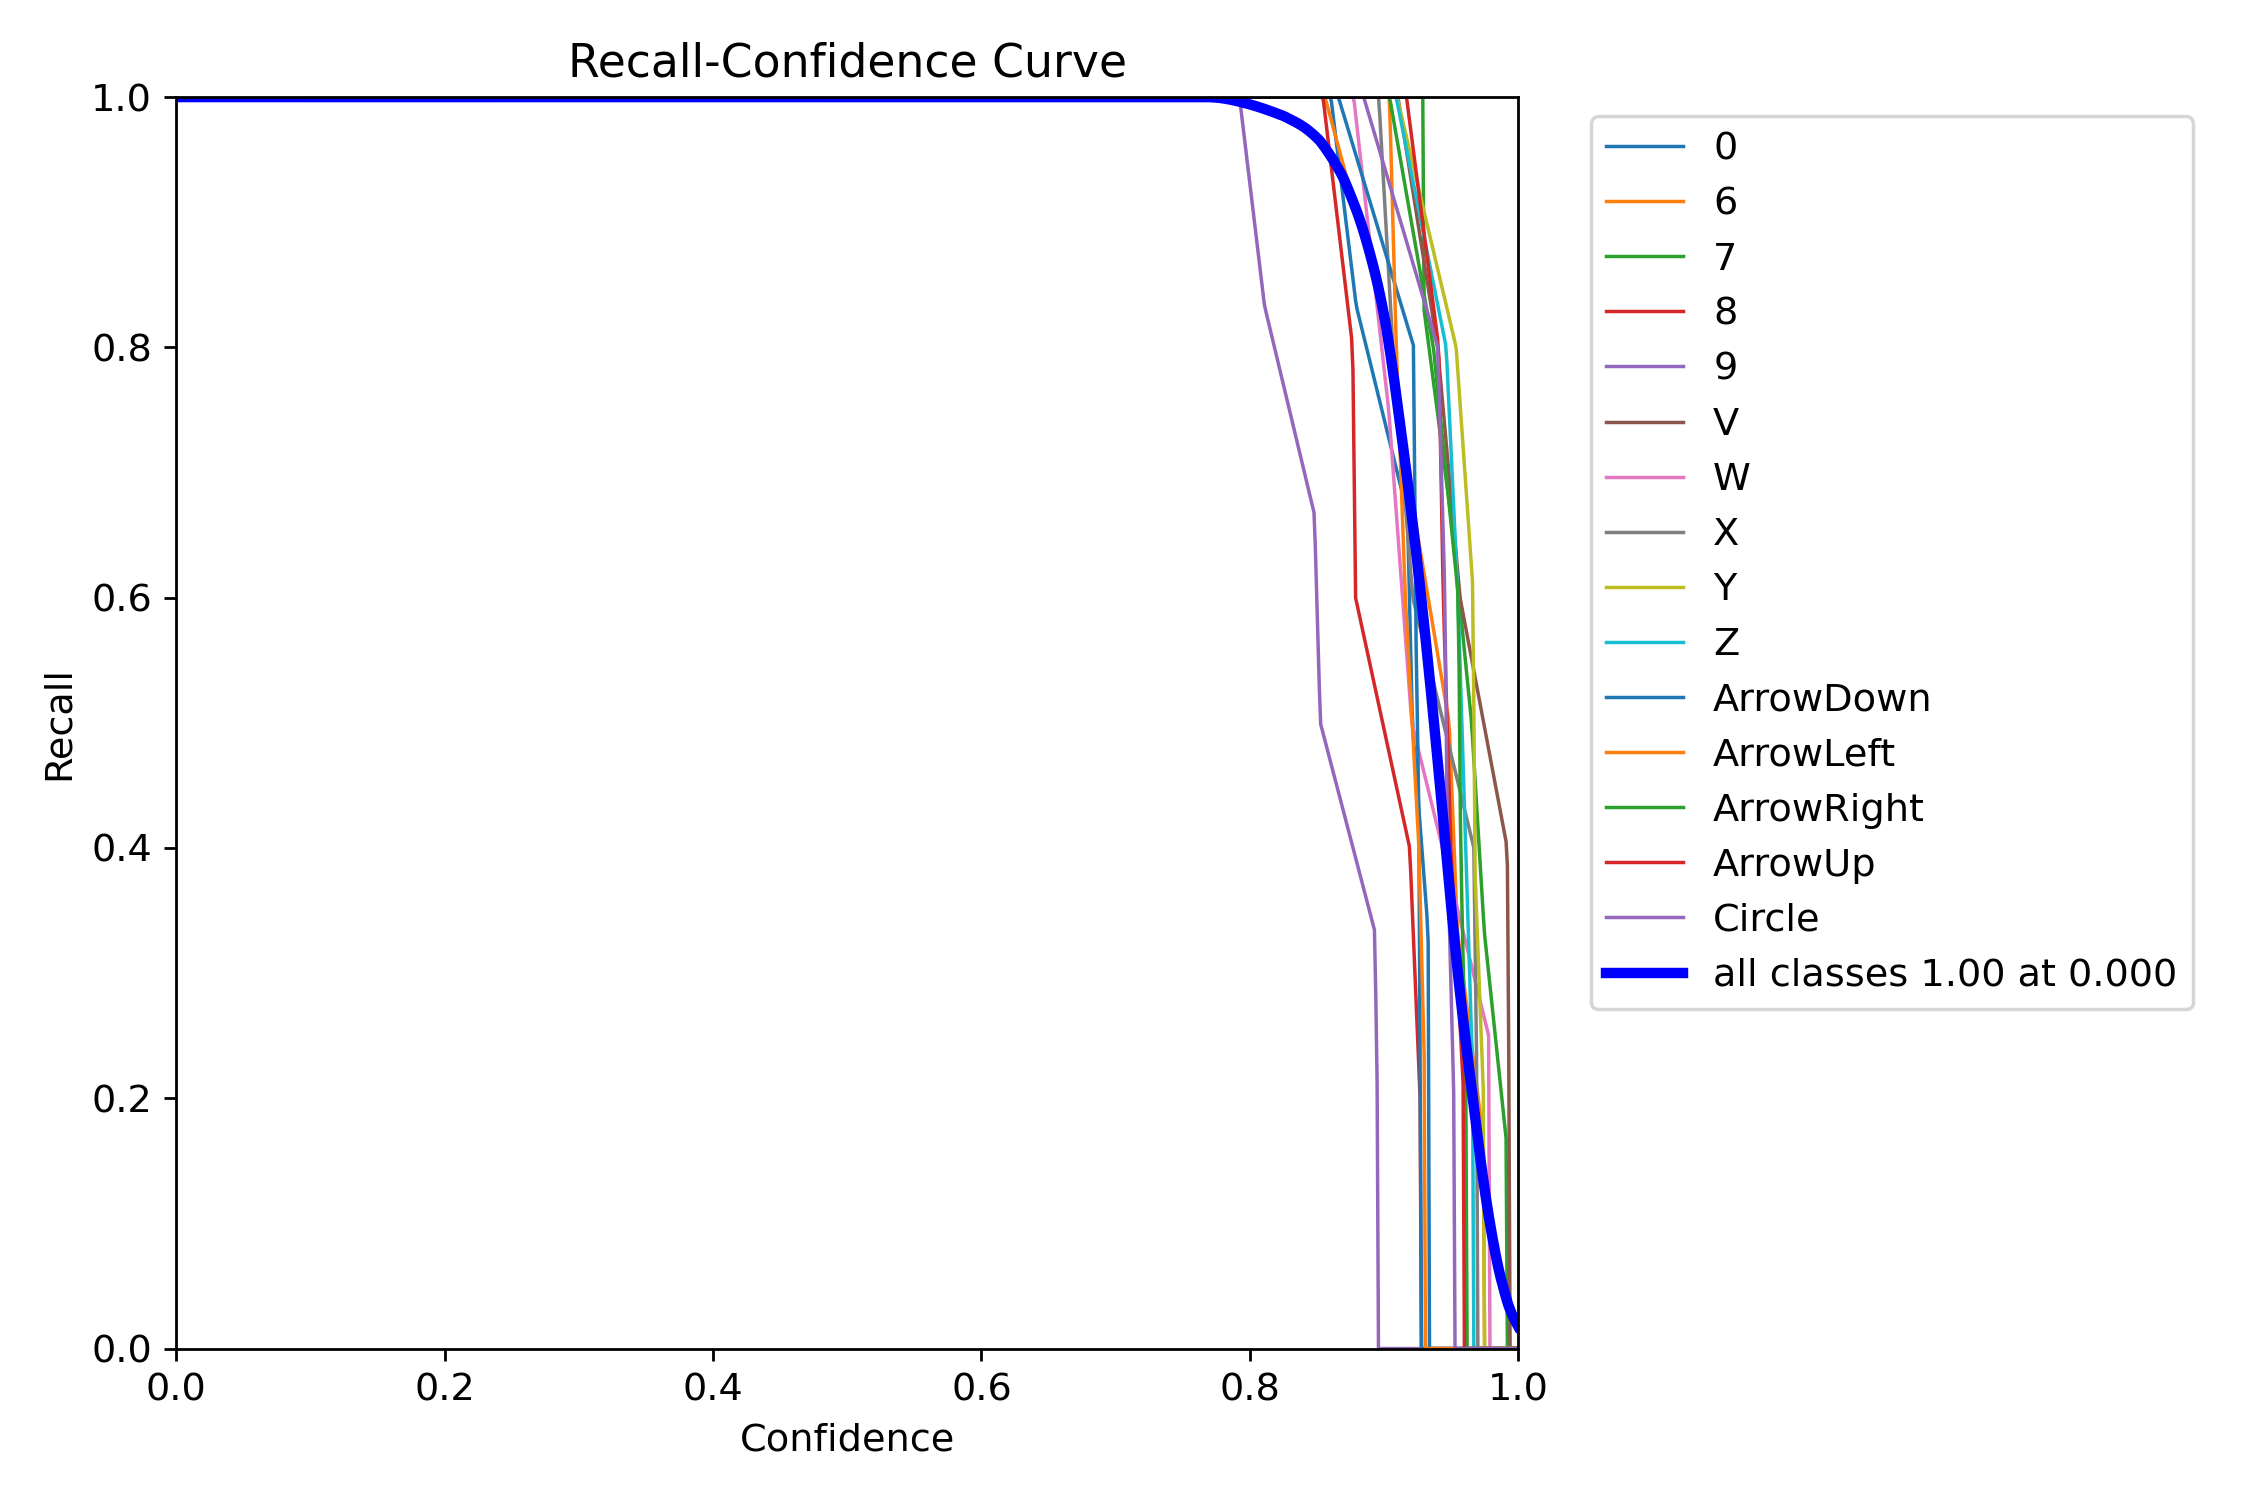 Recall-Confidence Curve
1.0
0.8
0.6
0.4
0.2
0.0
Recall
0.0 0.2 0.4 0.6 0.8 1.0
Confidence
0
6
7
8
9
V
W
X
Y
Z
ArrowDown
ArrowLeft
ArrowRight
ArrowUp
Circle
all classes 1.00 at 0.000